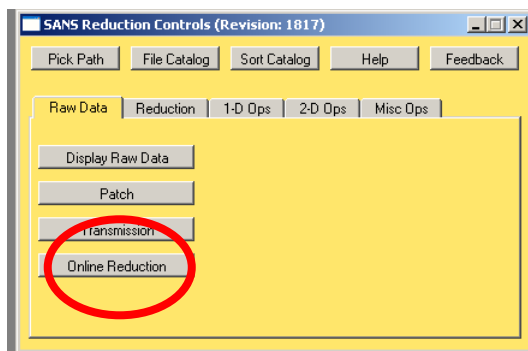 SANS Reduction Controls (Revision: 1817)
Pick Path File Catalog Sort Catalog Help Feedback
Raw Data Reduction 1-D Ops 2-D Ops Misc Ops
Display Raw Data
Patch
Transmission
Online Reduction